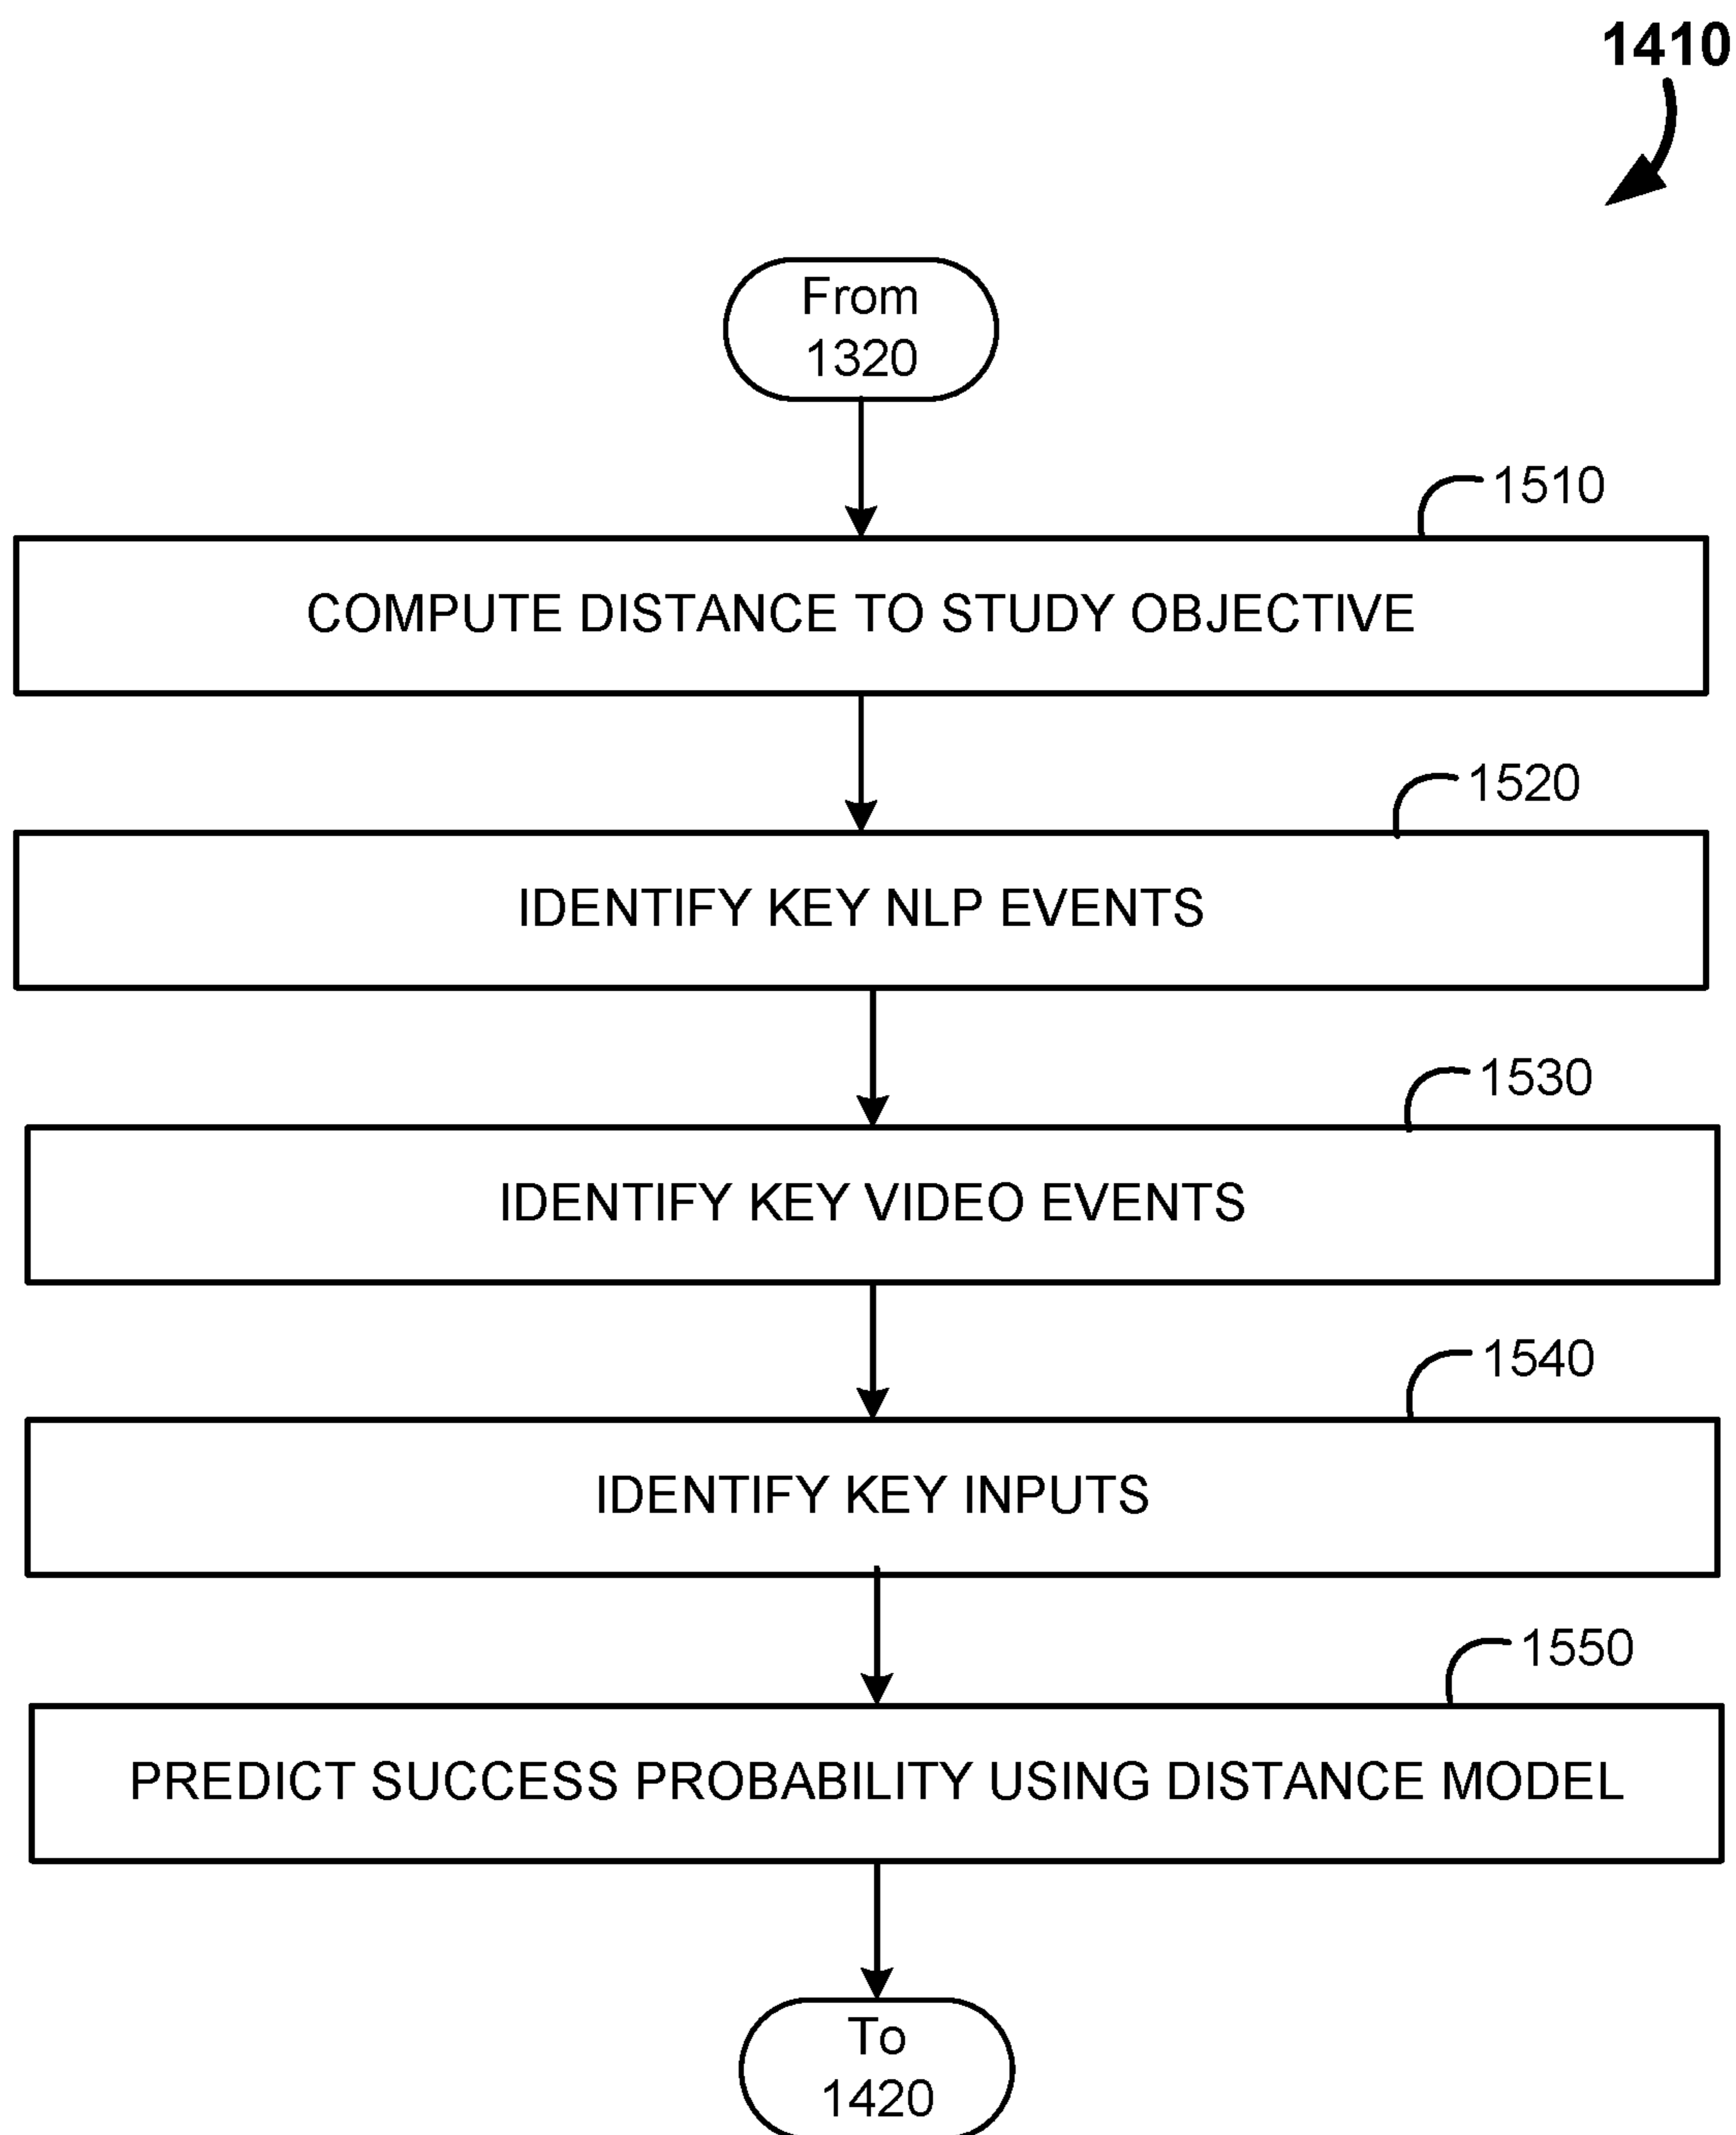 1410
From
1320
1510
COMPUTE DISTANCE TO STUDY OBJECTIVE
1520
IDENTIFY KEY NLP EVENTS
1530
IDENTIFY KEY VIDEO EVENTS
1540
IDENTIFY KEY INPUTS
1550
PREDICT SUCCESS PROBABILITY USING DISTANCE MODEL
To
1420